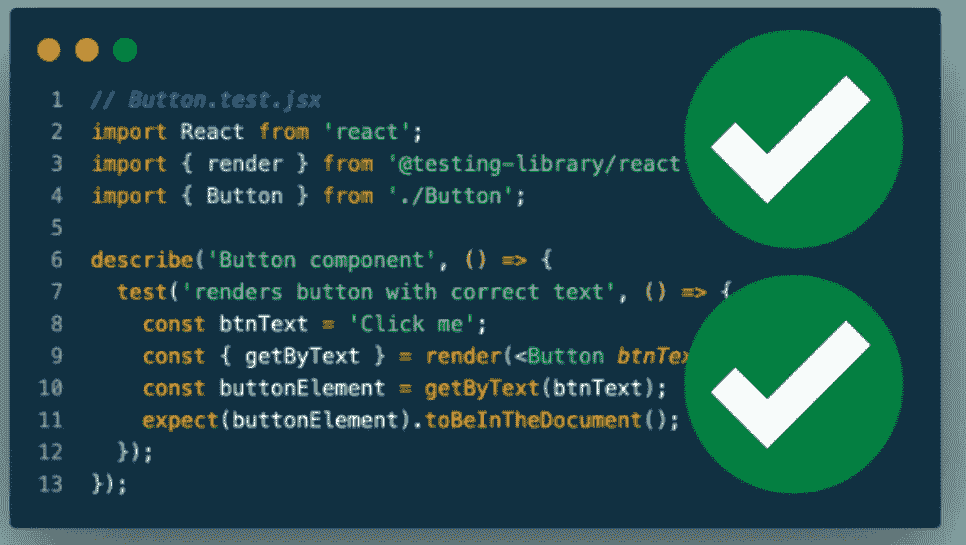 1 // Button.test.jsx
2 import React from 'react';
3 import { render } from '@testing-library/react
4 import { Button } from './Button';
5
6 describe('Button component', () => {
7 test('renders button with correct text', () => {
8 const btnText = 'Click me';
9 const { getByText } = render(<Button btnTex
10 const buttonElement = getByText(btnText);
11 expect(buttonElement).toBeInTheDocument();
12 });
13 });